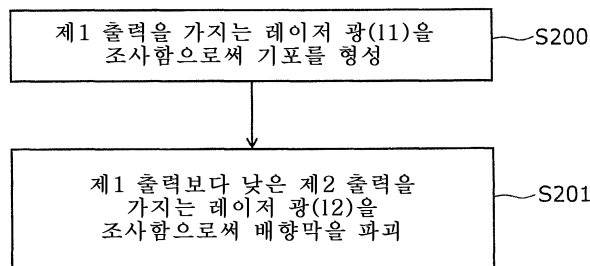 제1 출력을 가지는 레이저 광(l1)을
조사함으로써 기포를 형성
S200
제1 출력보다 낮은 제2 출력을
가지는 레이저 광(l2)을
조사함으로써 배향막을 파괴
S201